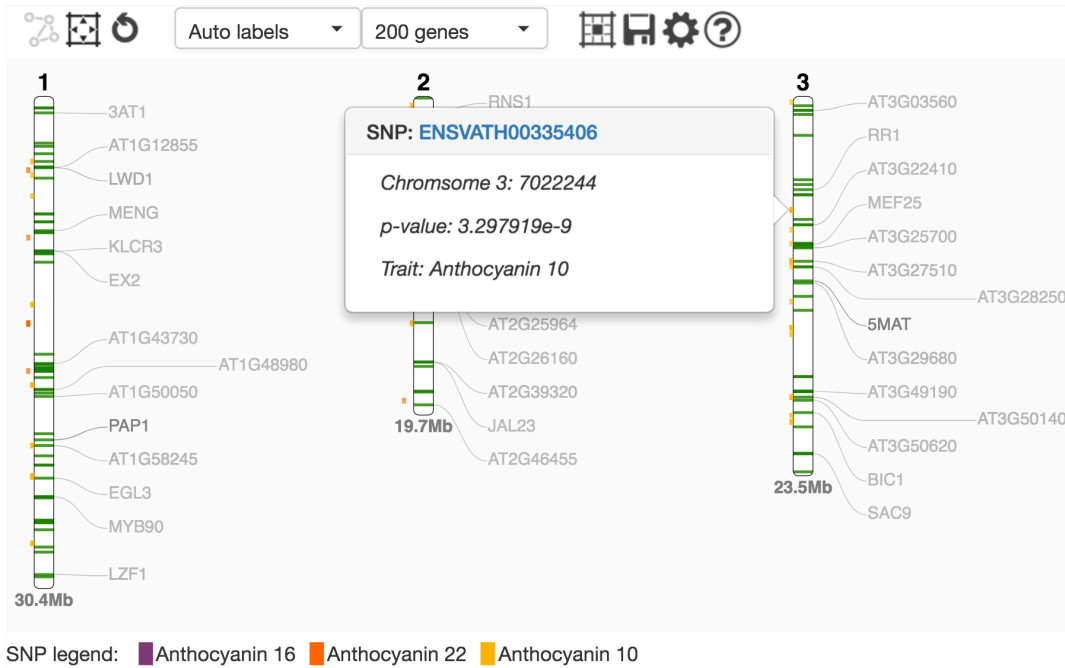 Auto labels 200 genes
1 2 3
3AT1
AT1G12855
LWD1
MENG
KLCR3
EX2
AT1G43730
AT1G48980
AT1G50050
PAP1
AT1G58245
EGL3
MYB90
LZF1
30.4Mb
RNS1
SNP: ENSVATH00335406
Chromsome 3: 7022244
p-value: 3.297919e-9
Trait: Anthocyanin 10
AT2G25964
AT2G26160
AT2G39320
JAL23
AT2G46455
19.7Mb
AT3G03560
RR1
AT3G22410
MEF25
AT3G25700
AT3G27510
AT3G28250
5MAT
AT3G29680
AT3G49190
AT3G50140
AT3G50620
BIC1
SAC9
23.5Mb
SNP legend: Anthocyanin 16 Anthocyanin 22 Anthocyanin 10